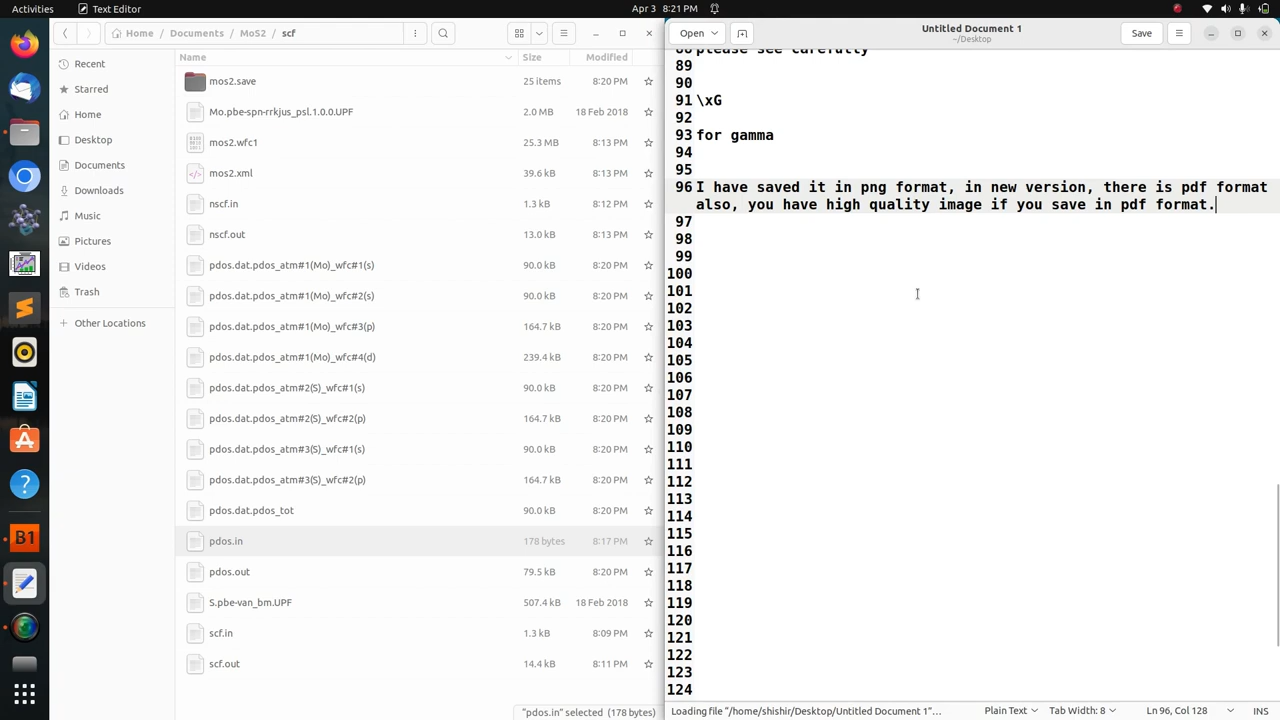 Activities
Text Editor
Apr 3 8:21 PM
Home / Documents / MoS2 / scf
Open
Untitled Document 1
~/Desktop
Save
Name
Size
Modified
Recent
Starred
Home
Desktop
Documents
Downloads
Music
Pictures
Videos
Trash
Other Locations
mos2.save 25 items 8:20 PM
Mo.pbe-spn-rrkjus_psl.1.0.0.UPF 2.0 MB 18 Feb 2018
mos2.wfc1 25.3 MB 8:13 PM
mos2.xml 39.6 kB 8:13 PM
nscf.in 1.3 kB 8:12 PM
nscf.out 13.0 kB 8:13 PM
pdos.dat.pdos_atm#1(Mo)_wfc#1(s) 90.0 kB 8:20 PM
pdos.dat.pdos_atm#1(Mo)_wfc#2(s) 90.0 kB 8:20 PM
pdos.dat.pdos_atm#1(Mo)_wfc#3(p) 164.7 kB 8:20 PM
pdos.dat.pdos_atm#1(Mo)_wfc#4(d) 239.4 kB 8:20 PM
pdos.dat.pdos_atm#2(S)_wfc#1(s) 90.0 kB 8:20 PM
pdos.dat.pdos_atm#2(S)_wfc#2(p) 164.7 kB 8:20 PM
pdos.dat.pdos_atm#3(S)_wfc#1(s) 90.0 kB 8:20 PM
pdos.dat.pdos_atm#3(S)_wfc#2(p) 164.7 kB 8:20 PM
pdos.dat.pdos_tot 90.0 kB 8:20 PM
pdos.in 178 bytes 8:17 PM
pdos.out 79.5 kB 8:20 PM
S.pbe-van_bm.UPF 507.4 kB 18 Feb 2018
scf.in 1.3 kB 8:09 PM
scf.out 14.4 kB 8:11 PM
"pdos.in" selected (178 bytes)
B1
88 please see carefully
89
90
91 \xG
92
93 for gamma
94
95
96 I have saved it in png format, in new version, there is pdf format
also, you have high quality image if you save in pdf format.
97
98
99
100
101
102
103
104
105
106
107
108
109
110
111
112
113
114
115
116
117
118
119
120
121
122
123
124
Loading file "/home/shishir/Desktop/Untitled Document 1"…
Plain Text
Tab Width: 8
Ln 96, Col 128
INS